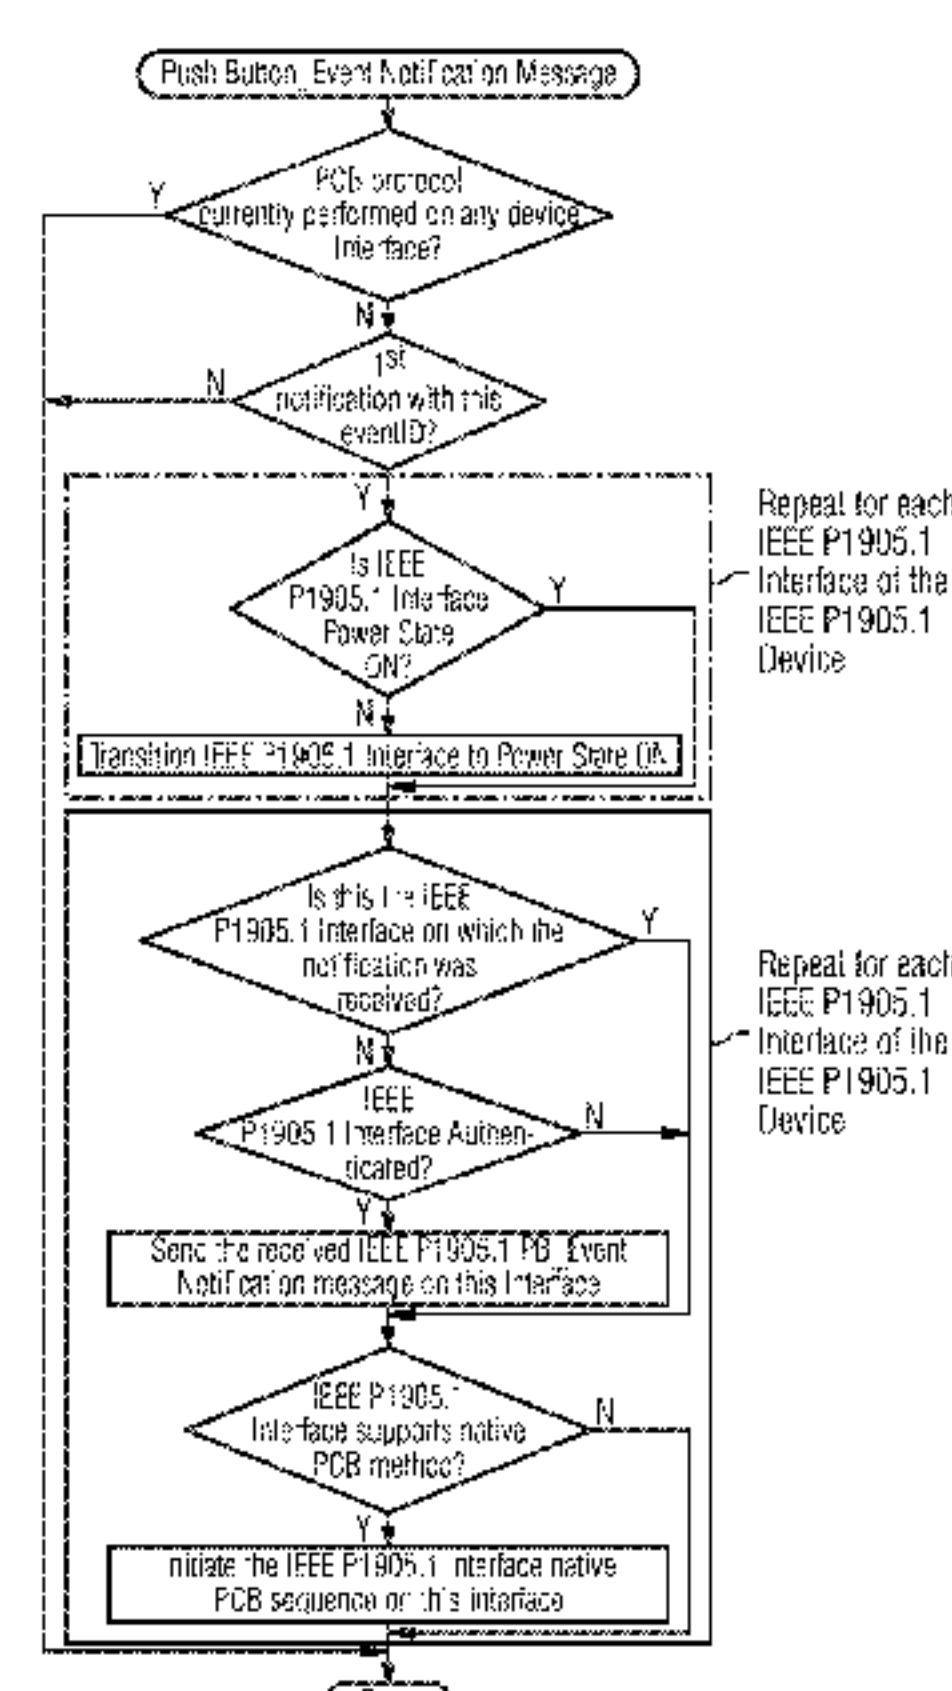 Push Button_Event Notification Message
PCB protocol
currently performed on any device
Interface?
Y
N
1st
notification with this
eventID?
N
Y
Is IEEE
P1905.1 Interface
Power State
ON?
Y
N
Transition IEEE P1905.1 Interface to Power State ON
Repeat for each
IEEE P1905.1
Interface of the
IEEE P1905.1
Device
Is this the IEEE
P1905.1 Interface on which the
notification was
received?
Y
N
IEEE
P1905.1 Interface Authen-
ticated?
N
Y
Send the received IEEE P1905.1 PB_Event
Notification message on this Interface
Repeat for each
IEEE P1905.1
Interface of the
IEEE P1905.1
Device
IEEE P1905.1
Interface supports native
PCB method?
N
Y
Initiate the IEEE P1905.1 Interface native
PCB sequence on this interface